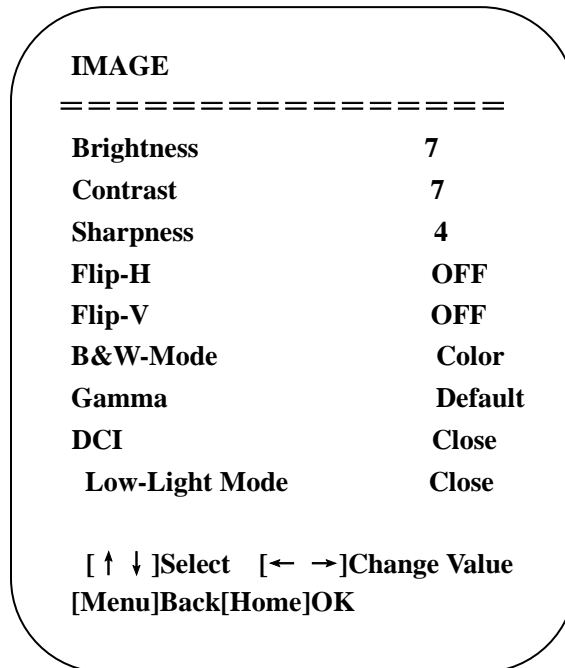 IMAGE
================
Brightness 7
Contrast 7
Sharpness 4
Flip-H OFF
Flip-V OFF
B&W-Mode Color
Gamma Default
DCI Close
Low-Light Mode Close
[↑ ↓]Select [← →]Change Value
[Menu]Back[Home]OK